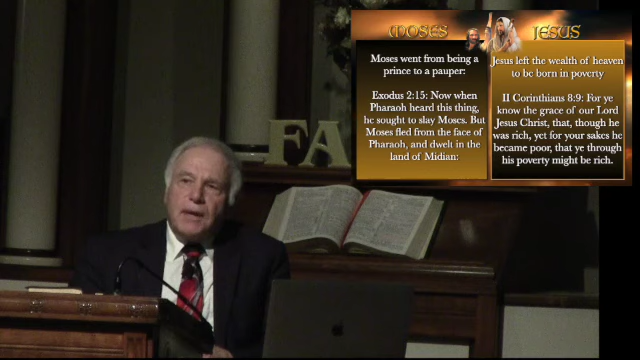 MOSES
JESUS
Moses went from being a
prince to a pauper:
Exodus 2:15: Now when
Pharaoh heard this thing,
he sought to slay Moses. But
Moses fled from the face of
Pharaoh, and dwelt in the
land of Midian:
Jesus left the wealth of heaven
to be born in poverty
II Corinthians 8:9: For ye
know the grace of our Lord
Jesus Christ, that, though he
was rich, yet for your sakes he
became poor, that ye through
his poverty might be rich.
FA